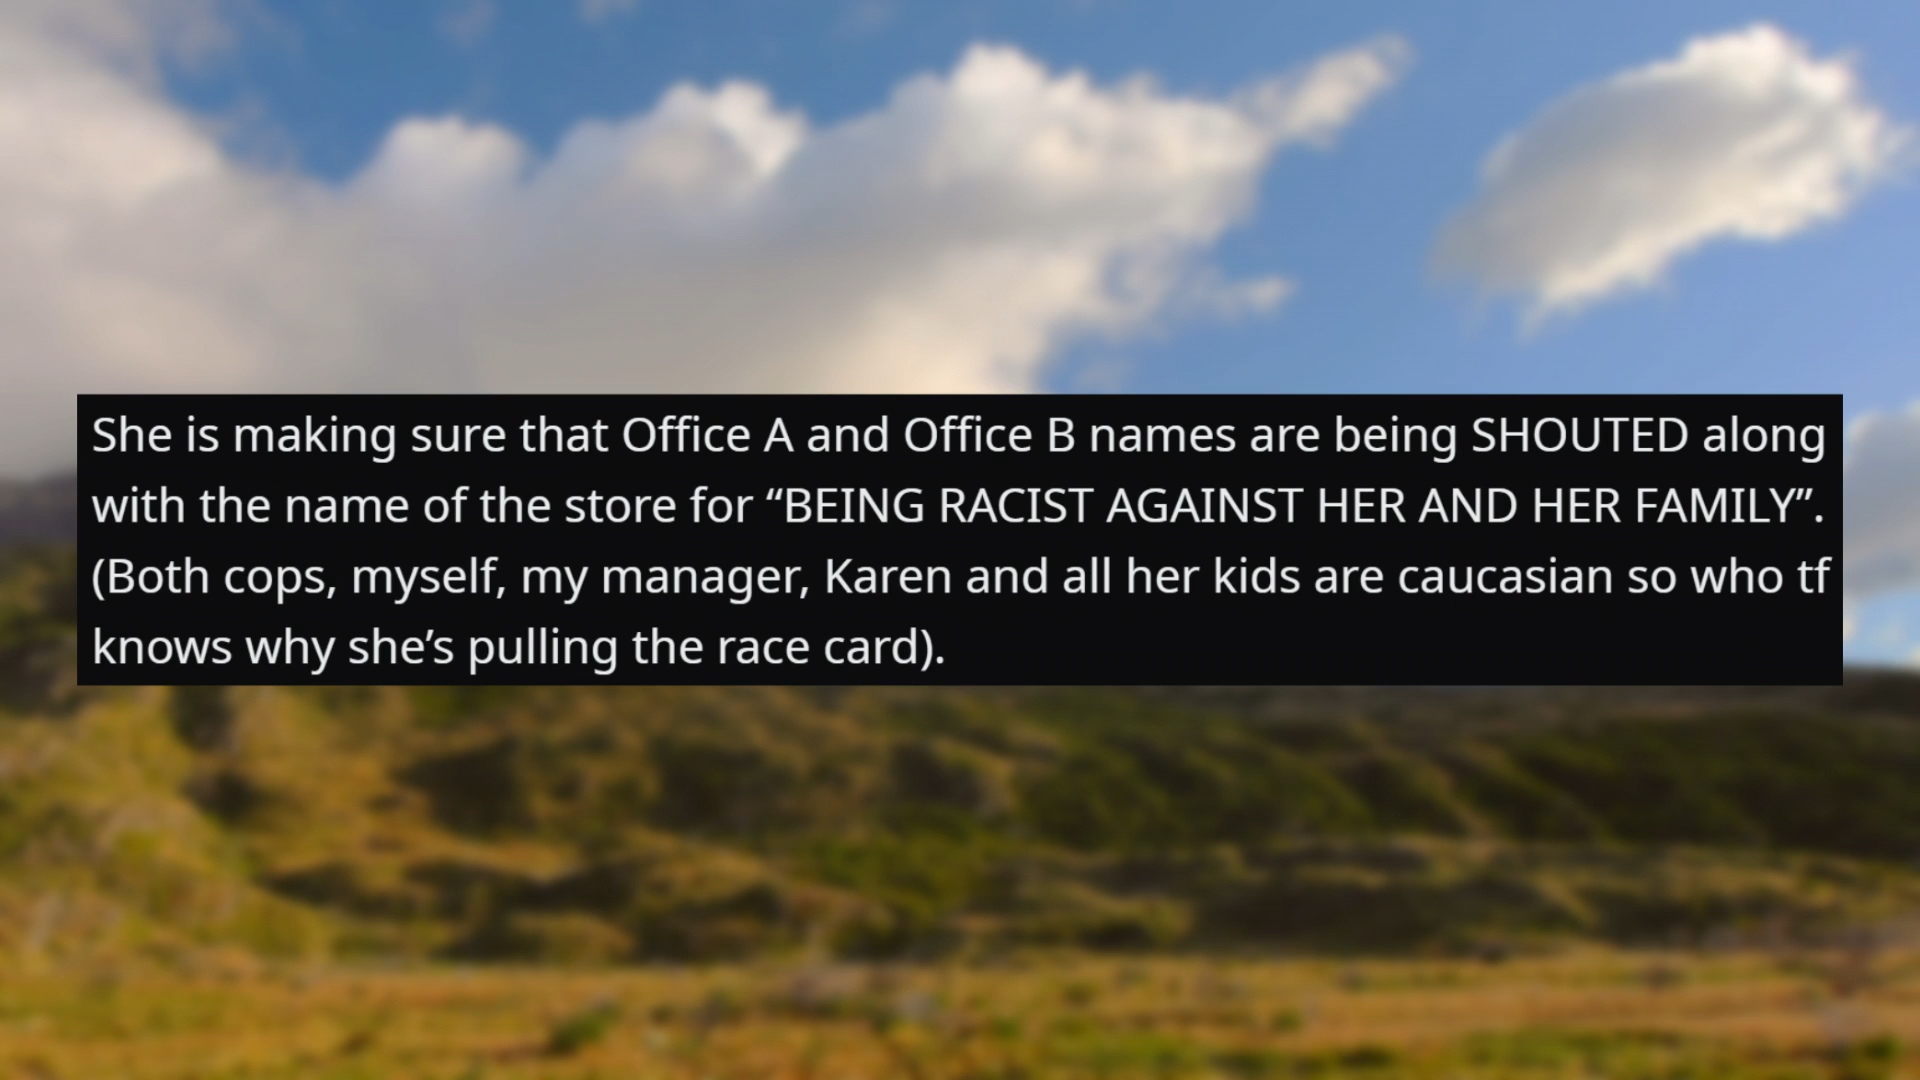 She is making sure that Office A and Office B names are being SHOUTED along
with the name of the store for “BEING RACIST AGAINST HER AND HER FAMILY”.
(Both cops, myself, my manager, Karen and all her kids are caucasian so who tf
knows why she’s pulling the race card).